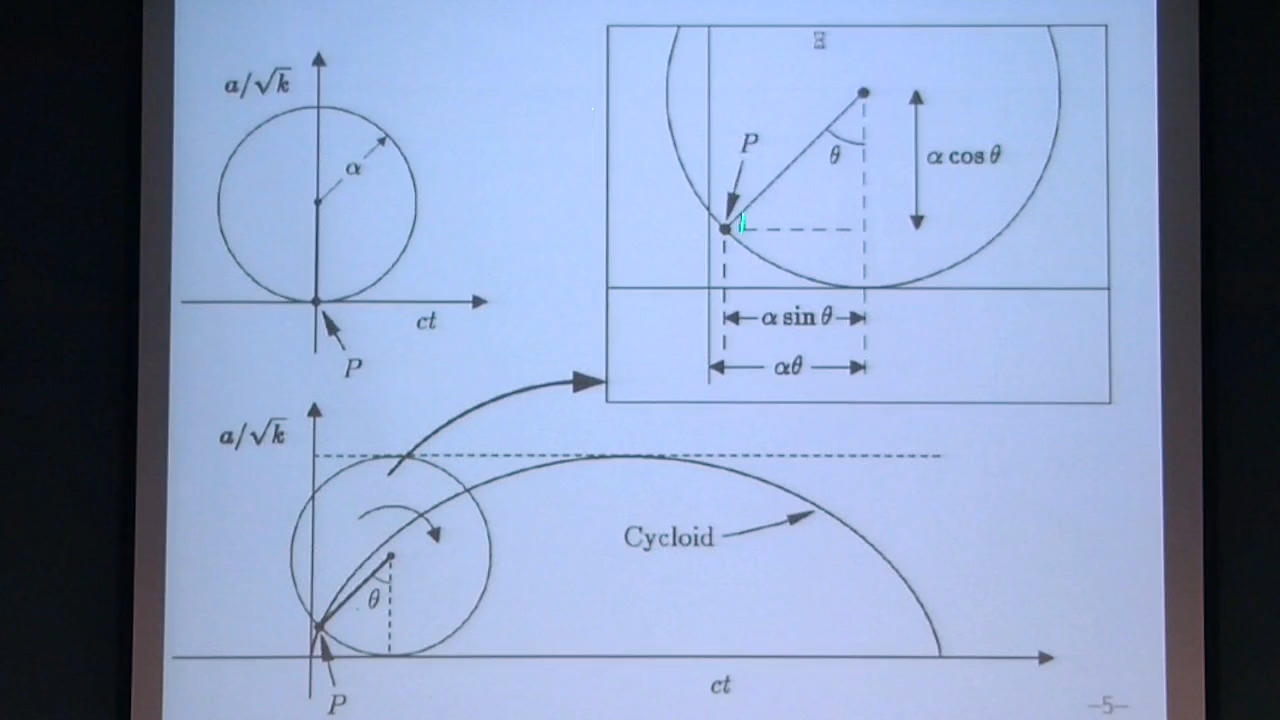 a/√k
α
ct
P
Ξ
P
θ
α cos θ
α sin θ
αθ
a/√k
Cycloid
θ
ct
P
–5–